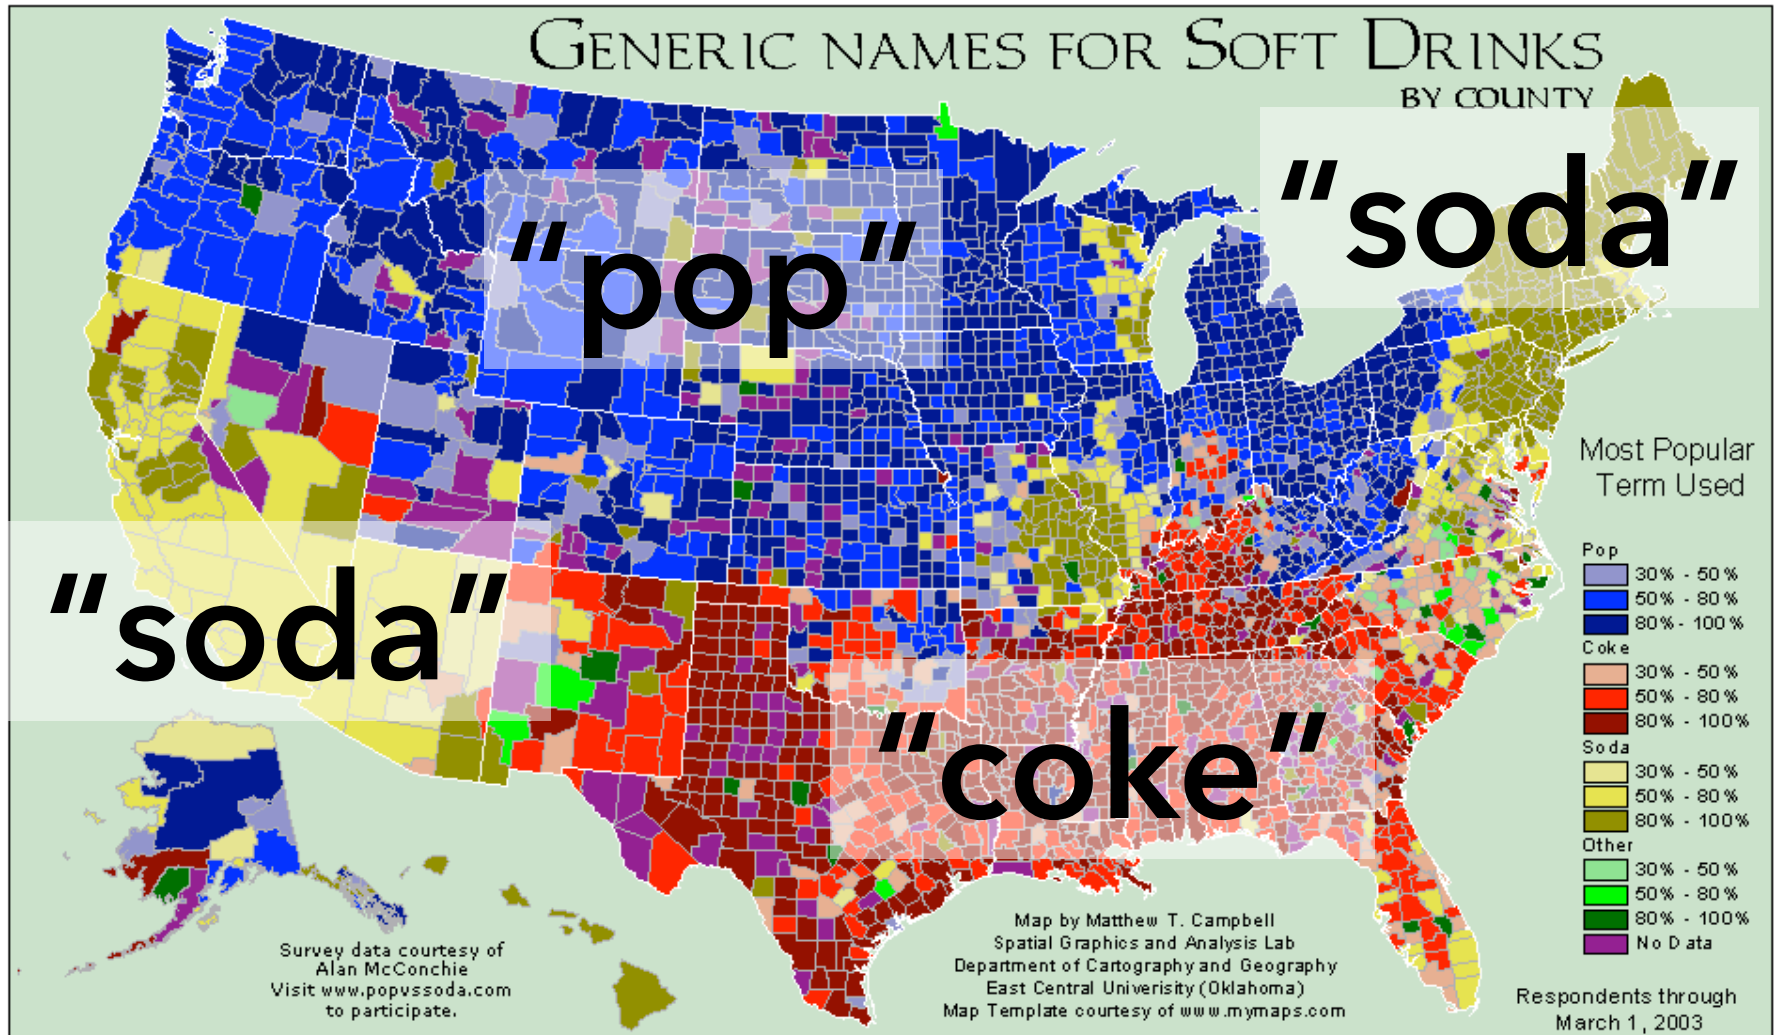 GENERIC NAMES FOR SOFT DRINKS
BY COUNTY
“soda”
“pop”
“soda”
“coke”
Most Popular
Term Used
Pop
30% - 50%
50% - 80%
80% - 100%
Coke
30% - 50%
50% - 80%
80% - 100%
Soda
30% - 50%
50% - 80%
80% - 100%
Other
30% - 50%
50% - 80%
80% - 100%
No Data
Survey data courtesy of
Alan McConchie
Visit www.popvssoda.com
to participate.
Map by Matthew T. Campbell
Spatial Graphics and Analysis Lab
Department of Cartography and Geography
East Central Univerisity (Oklahoma)
Map Template courtesy of www.mymaps.com
Respondents through
March 1, 2003